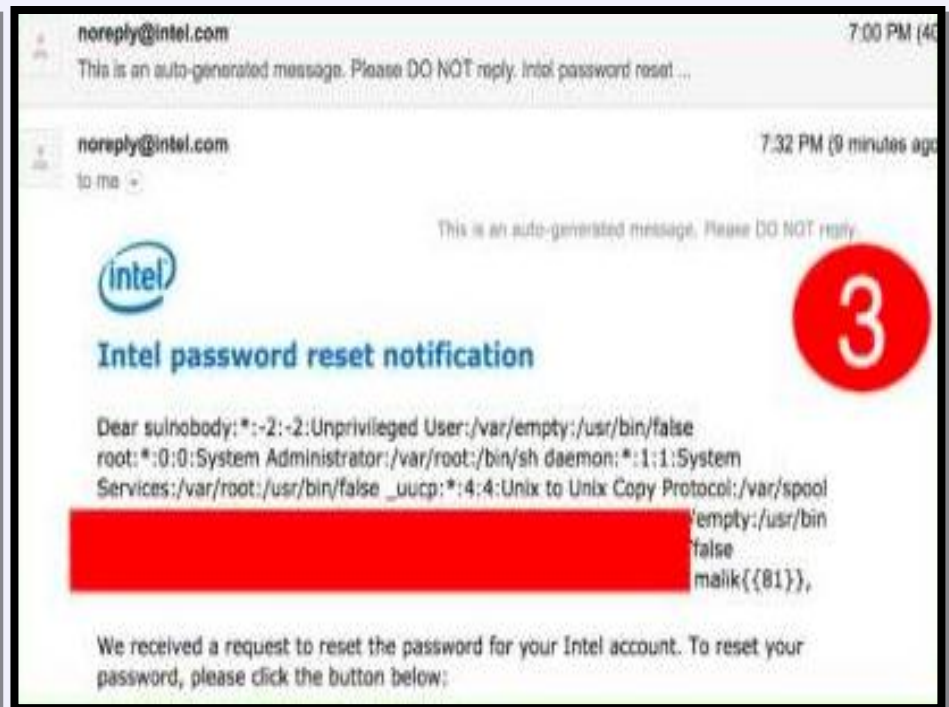 noreply@intel.com 7:00 PM (40
This is an auto-generated message. Please DO NOT reply. Intel password reset ...
noreply@intel.com 7:32 PM (9 minutes ago
to me
This is an auto-generated message. Please DO NOT reply.
intel
3
Intel password reset notification
Dear sulnobody:*:-2:-2:Unprivileged User:/var/empty:/usr/bin/false
root:*:0:0:System Administrator:/var/root:/bin/sh daemon:*:1:1:System
Services:/var/root:/usr/bin/false _uucp:*:4:4:Unix to Unix Copy Protocol:/var/spool
/empty:/usr/bin
false
malik{{81}},
We received a request to reset the password for your Intel account. To reset your
password, please click the button below: